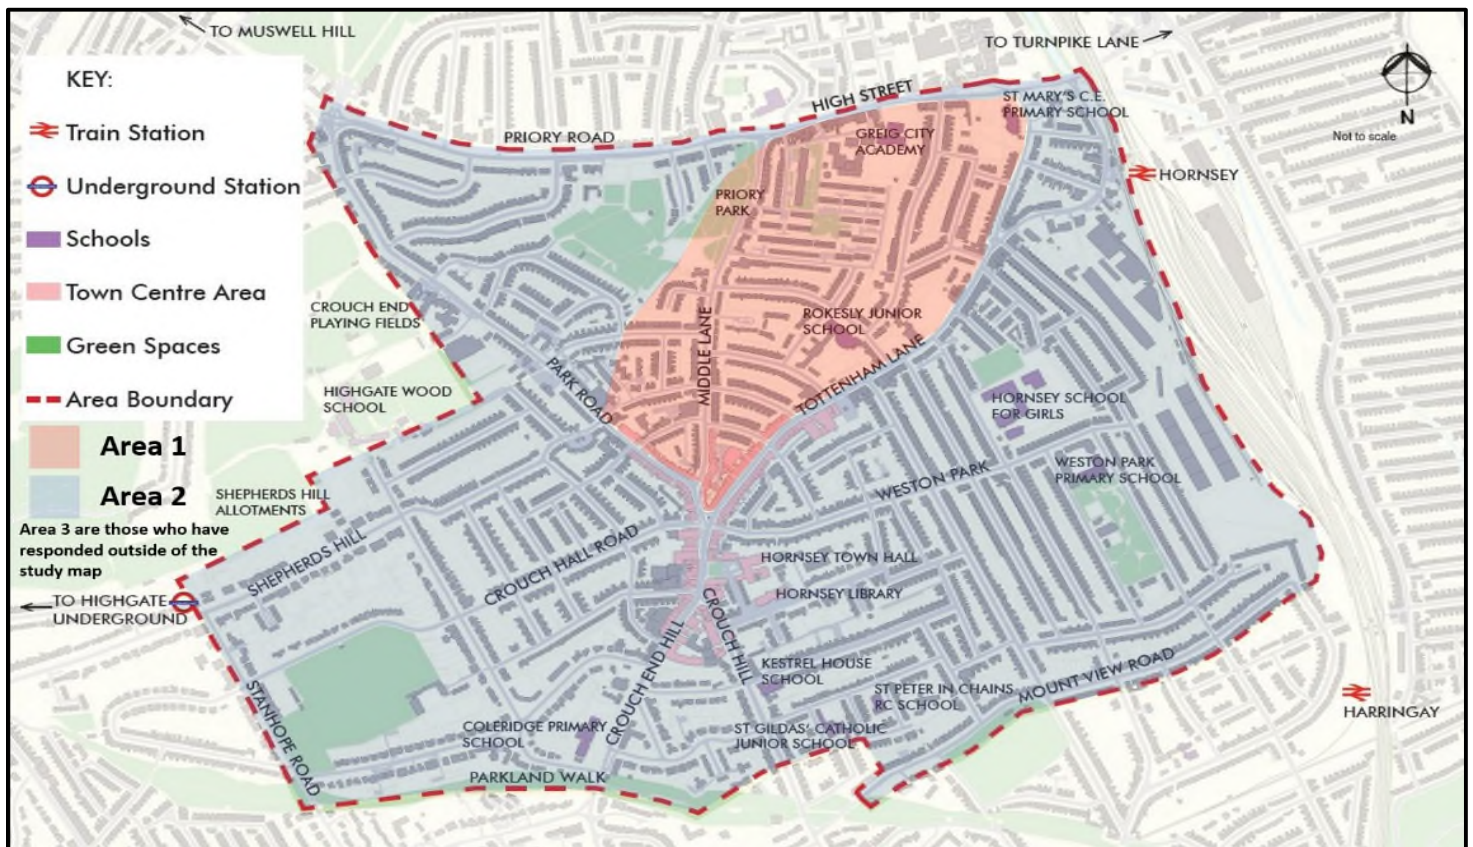 TO MUSWELL HILL
TO TURNPIKE LANE
KEY:
Train Station
Underground Station
Schools
Town Centre Area
Green Spaces
Area Boundary
Area 1
Area 2
Area 3 are those who have
responded outside of the
study map
N
Not to scale
HIGH STREET
PRIORY ROAD
ST MARY'S C.E.
PRIMARY SCHOOL
GREIG CITY
ACADEMY
HORNSEY
PRIORY
PARK
CROUCH END
PLAYING FIELDS
ROKESLY JUNIOR
SCHOOL
MIDDLE LANE
TOTTENHAM LANE
PARK ROAD
HIGHGATE WOOD
SCHOOL
HORNSEY SCHOOL
FOR GIRLS
WESTON PARK
WESTON PARK
PRIMARY SCHOOL
SHEPHERDS HILL
ALLOTMENTS
SHEPHERDS HILL
CROUCH HALL ROAD
HORNSEY TOWN HALL
HORNSEY LIBRARY
TO HIGHGATE
UNDERGROUND
CROUCH HILL
CROUCH END HILL
KESTREL HOUSE
SCHOOL
ST PETER IN CHAINS
RC SCHOOL
MOUNT VIEW ROAD
STANHOPE ROAD
COLERIDGE PRIMARY
SCHOOL
ST GILDAS' CATHOLIC
JUNIOR SCHOOL
HARRINGAY
PARKLAND WALK